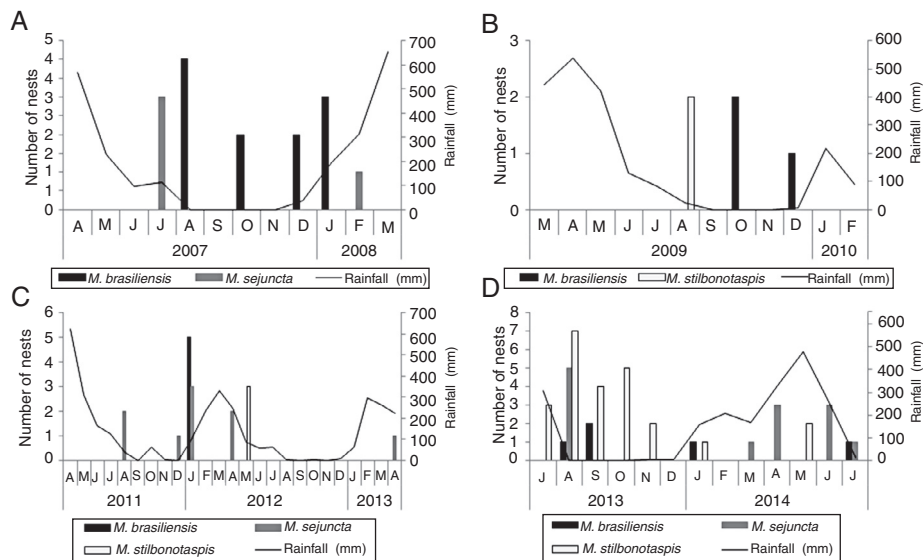 A
Number of nests
5
4
4
3
3
2
2
1
1
0
700
600
500
400
300
200
100
0
Rainfall (mm)
A M J J A S O N D J F M
2007 2008
M. brasiliensis M. sejuncta Rainfall (mm)
B
Number of nests
3
2
1
0
600
500
400
300
200
100
0
Rainfall (mm)
M A M J J A S O N D J F
2009 2010
M. brasiliensis M. stilbonotaspis Rainfall (mm)
C
Number of nests
6
5
4
3
2
1
0
700
600
500
400
300
200
100
0
Rainfall (mm)
A M J J A S O N D J F M A M J J A S O N D J F M A
2011 2012 2013
M. brasiliensis M. sejuncta
M. stilbonotaspis Rainfall (mm)
D
Number of nests
8
7
6
5
4
3
2
1
0
600
500
400
300
200
100
0
Rainfall (mm)
J A S O N D J F M A M J J
2013 2014
M. brasiliensis M. sejuncta
M. stilbonotaspis Rainfall (mm)